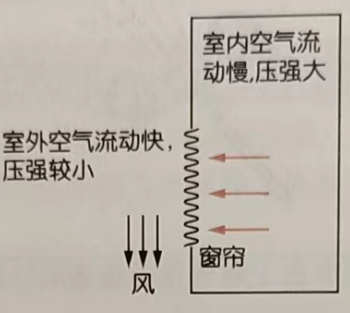 室内空气流
动慢,压强大
室外空气流动快,
压强较小
窗帘
风